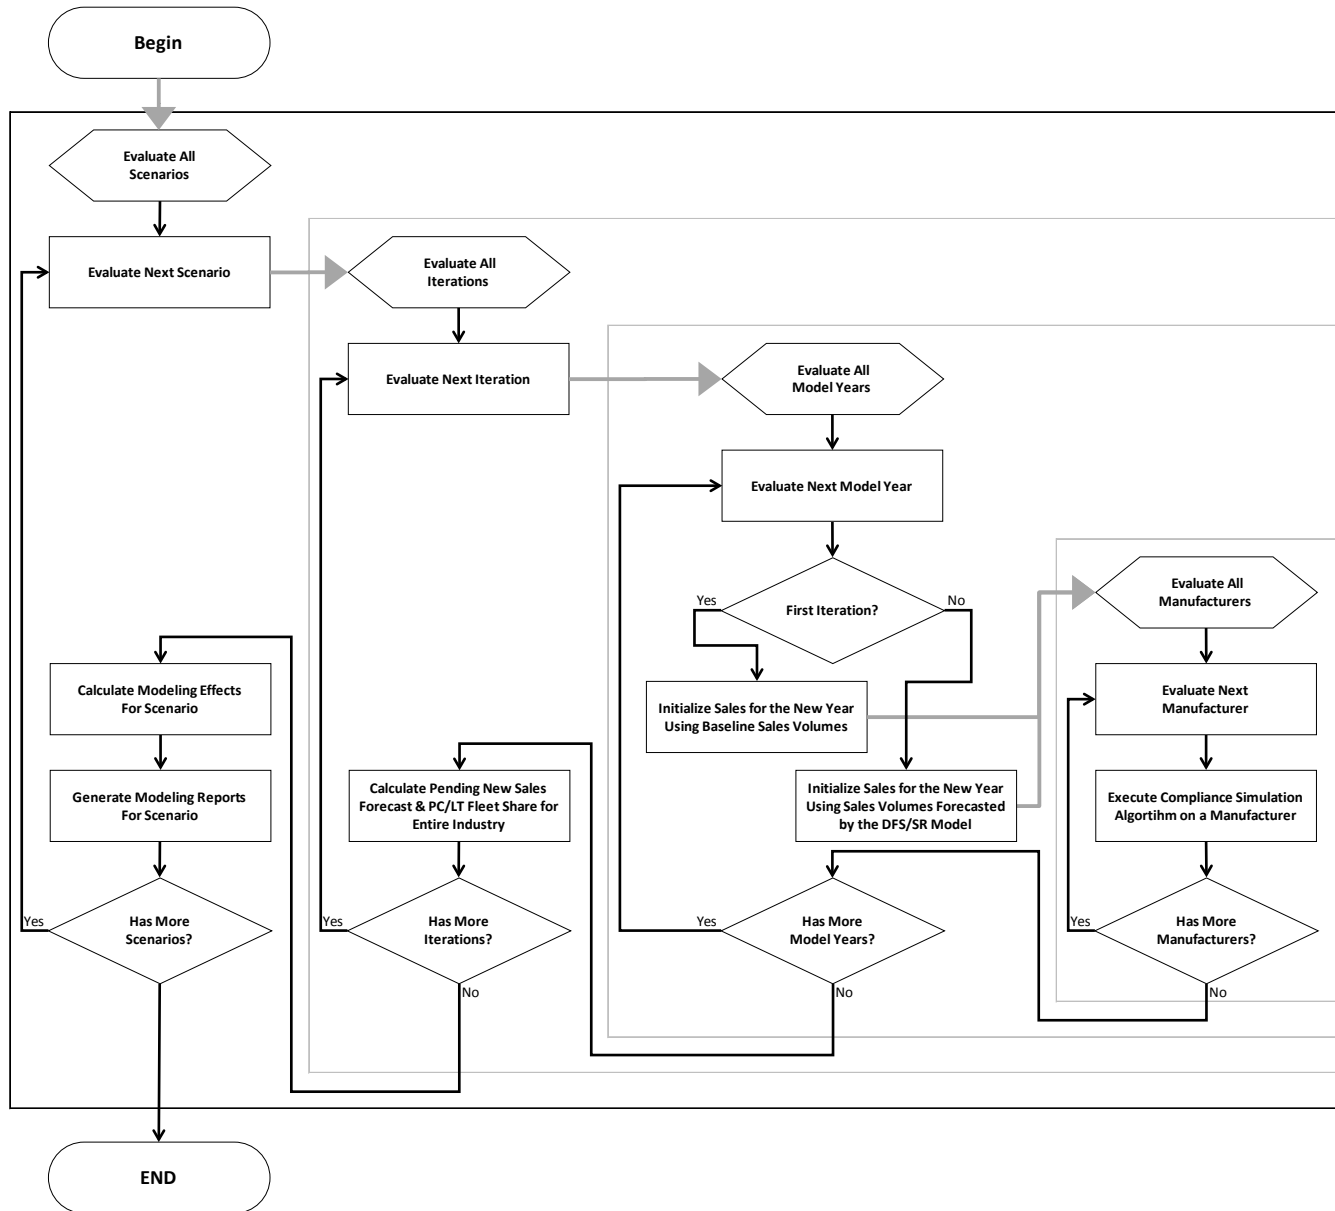 Begin
Evaluate All
Scenarios
Evaluate Next Scenario
Evaluate All
Iterations
Evaluate Next Iteration
Evaluate All
Model Years
Evaluate Next Model Year
First Iteration?
Yes
No
Initialize Sales for the New Year
Using Baseline Sales Volumes
Initialize Sales for the New Year
Using Sales Volumes Forecasted
by the DFS/SR Model
Evaluate All
Manufacturers
Evaluate Next
Manufacturer
Execute Compliance Simulation
Algortihm on a Manufacturer
Has More
Manufacturers?
Yes
No
Has More
Model Years?
Yes
No
Calculate Pending New Sales
Forecast & PC/LT Fleet Share for
Entire Industry
Has More
Iterations?
Yes
No
Calculate Modeling Effects
For Scenario
Generate Modeling Reports
For Scenario
Has More
Scenarios?
Yes
END